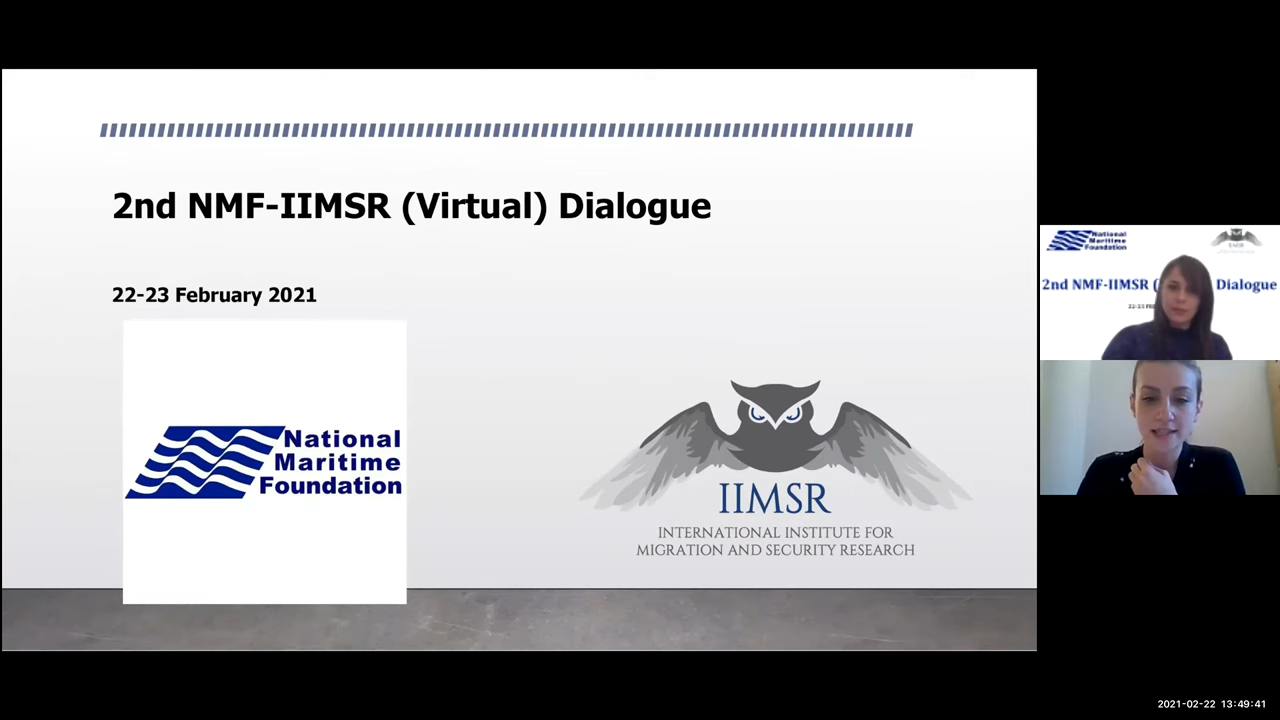 2nd NMF-IIMSR (Virtual) Dialogue
22-23 February 2021
National
Maritime
Foundation
IIMSR
INTERNATIONAL INSTITUTE FOR
MIGRATION AND SECURITY RESEARCH
National
Maritime
Foundation
2nd NMF-IIMSR (
Dialogue
2021-02-22 13:49:41